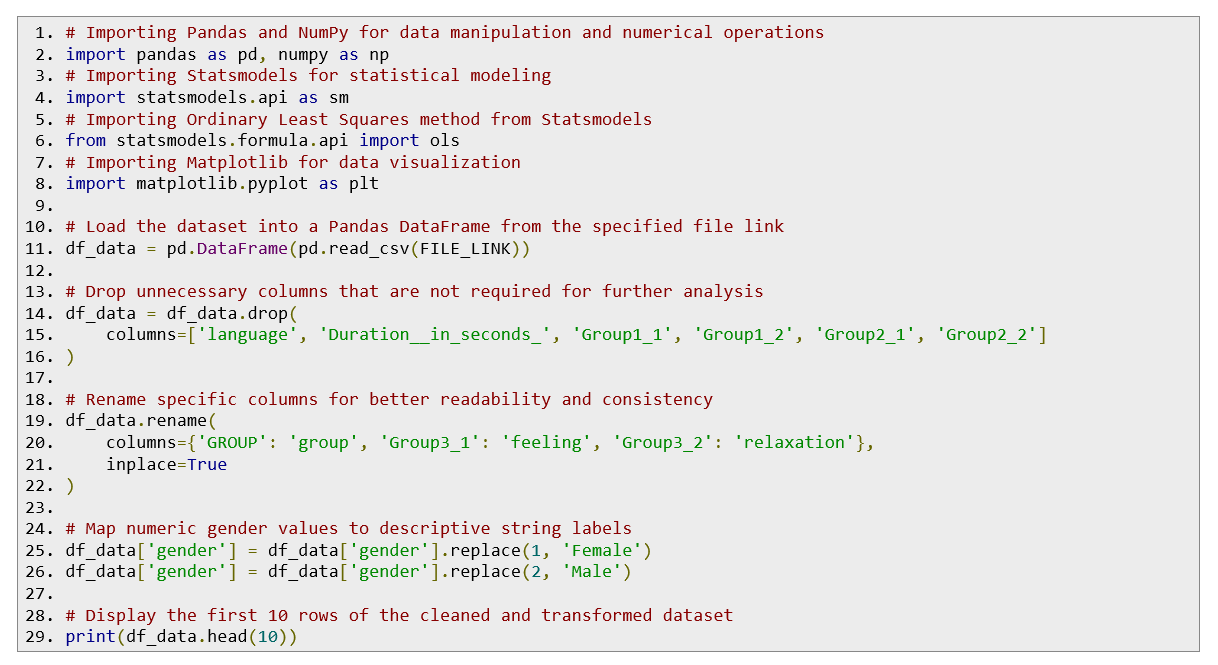 1. # Importing Pandas and NumPy for data manipulation and numerical operations
2. import pandas as pd, numpy as np
3. # Importing Statsmodels for statistical modeling
4. import statsmodels.api as sm
5. # Importing Ordinary Least Squares method from Statsmodels
6. from statsmodels.formula.api import ols
7. # Importing Matplotlib for data visualization
8. import matplotlib.pyplot as plt
9.
10. # Load the dataset into a Pandas DataFrame from the specified file link
11. df_data = pd.DataFrame(pd.read_csv(FILE_LINK))
12.
13. # Drop unnecessary columns that are not required for further analysis
14. df_data = df_data.drop(
15.     columns=['language', 'Duration__in_seconds_', 'Group1_1', 'Group1_2', 'Group2_1', 'Group2_2']
16. )
17.
18. # Rename specific columns for better readability and consistency
19. df_data.rename(
20.     columns={'GROUP': 'group', 'Group3_1': 'feeling', 'Group3_2': 'relaxation'},
21.     inplace=True
22. )
23.
24. # Map numeric gender values to descriptive string labels
25. df_data['gender'] = df_data['gender'].replace(1, 'Female')
26. df_data['gender'] = df_data['gender'].replace(2, 'Male')
27.
28. # Display the first 10 rows of the cleaned and transformed dataset
29. print(df_data.head(10))